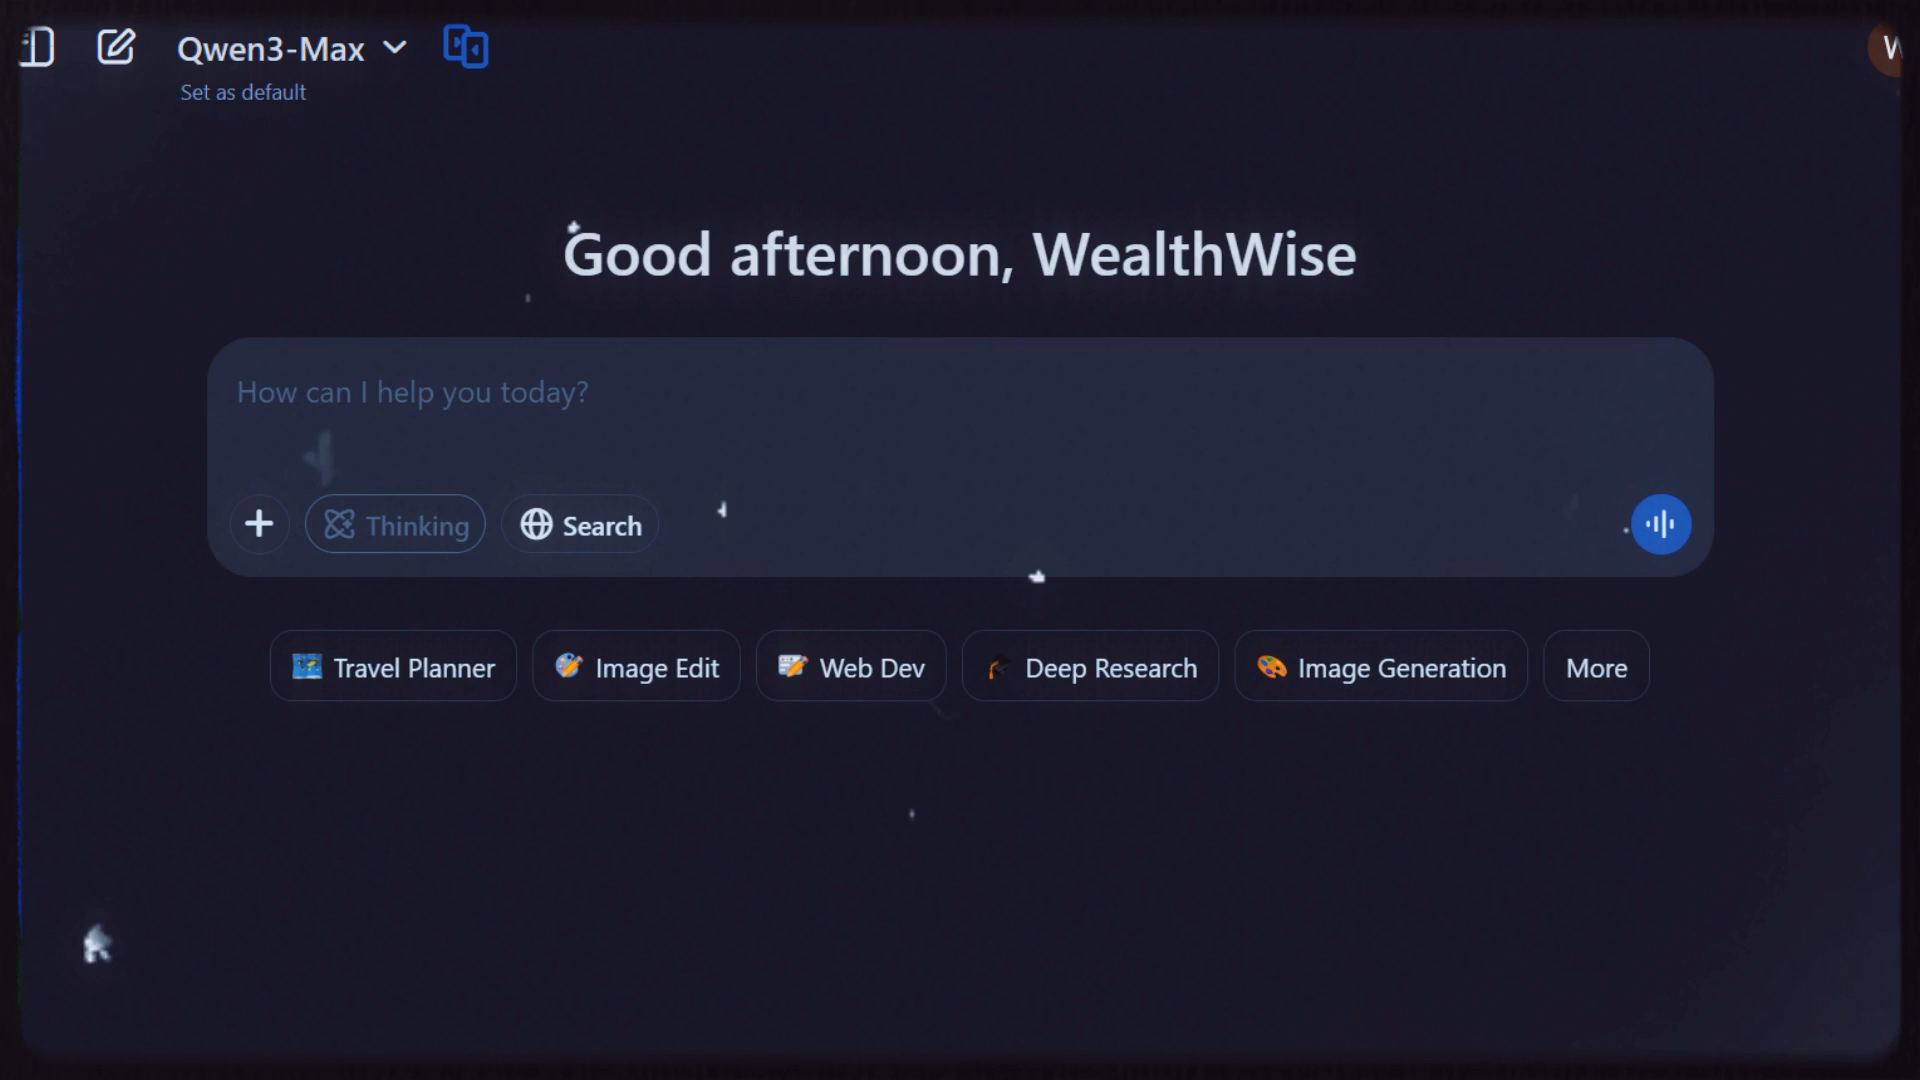 Qwen3-Max
Set as default
W
Good afternoon, WealthWise
How can I help you today?
Thinking
Search
Travel Planner
Image Edit
Web Dev
Deep Research
Image Generation
More